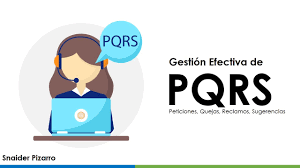 PQRS
Gestión Efectiva de
PQRS
Peticiones, Quejas, Reclamos, Sugerencias
Snaider Pizarro